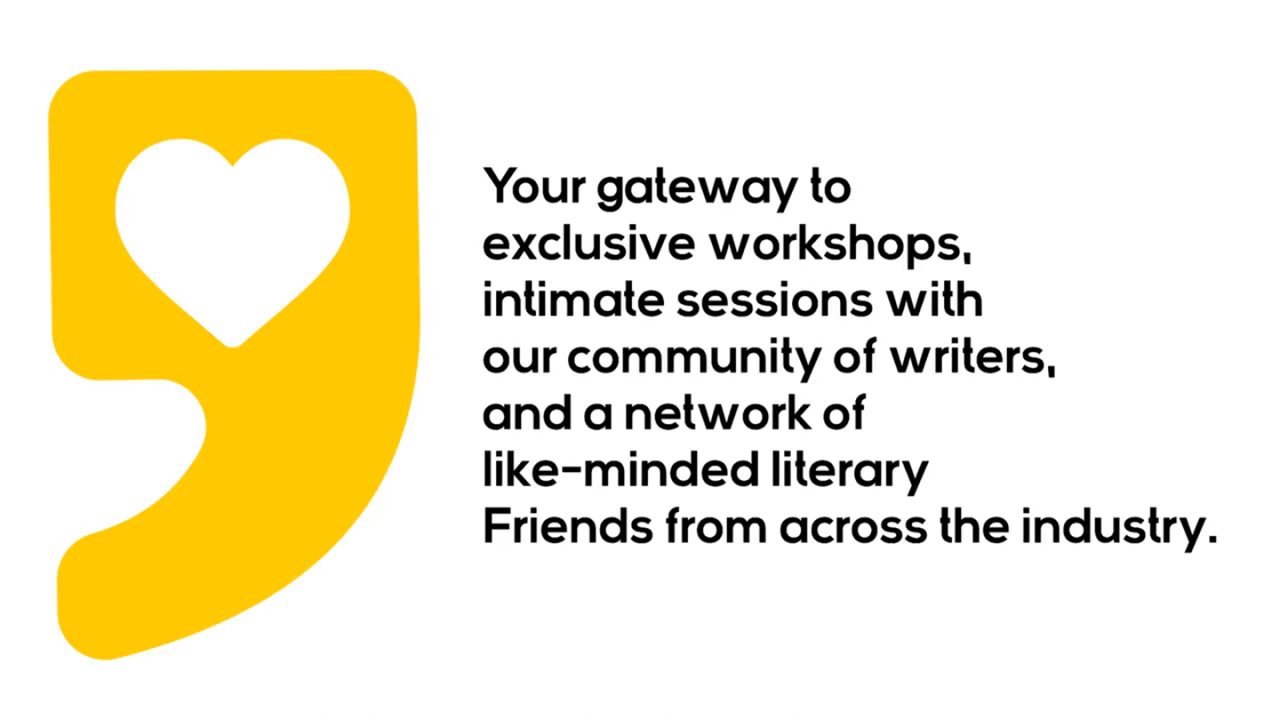 Your gateway to
exclusive workshops,
intimate sessions with
our community of writers,
and a network of
like-minded literary
Friends from across the industry.